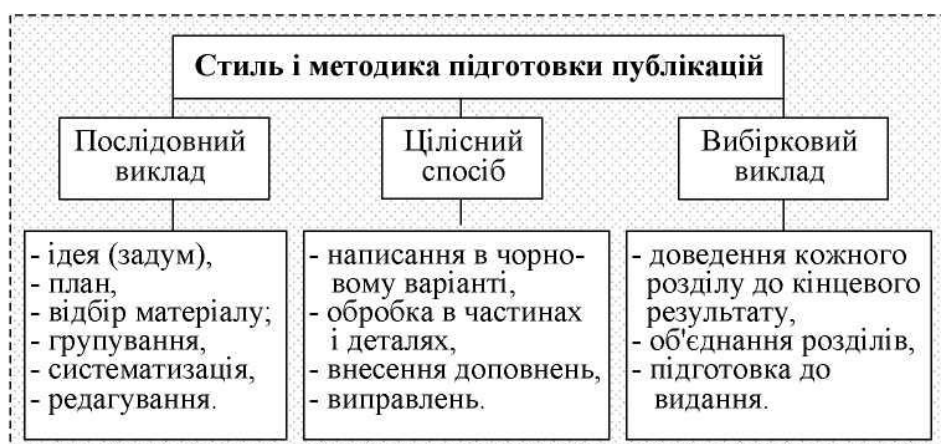 Стиль і методика підготовки публікацій
Послідовний
виклад
Цілісний
спосіб
Вибірковий
виклад
- ідея (задум),
- план,
- відбір матеріалу;
- групування,
- систематизація,
- редагування.
- написання в чорно-
вому варіанті,
- обробка в частинах
і деталях,
- внесення доповнень,
- виправлень.
- доведення кожного
розділу до кінцевого
результату,
- об'єднання розділів,
- підготовка до
видання.